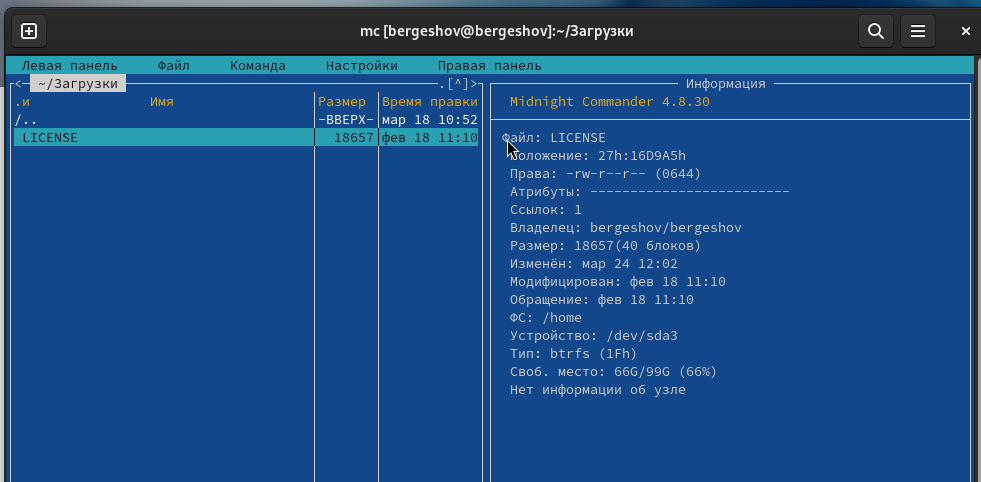 mc [bergeshov@bergeshov]:~/Загрузки
Левая панель Файл Команда Настройки Правая панель
<─ ~/Загрузки .[^]>
.и Имя Размер Время правки
/.. -ВВЕРХ- мар 18 10:52
LICENSE 18657 фев 18 11:10
Информация
Midnight Commander 4.8.30
Файл: LICENSE
Положение: 27h:16D9A5h
Права: -rw-r--r-- (0644)
Атрибуты: -------------------------
Ссылок: 1
Владелец: bergeshov/bergeshov
Размер: 18657(40 блоков)
Изменён: мар 24 12:02
Модифицирован: фев 18 11:10
Обращение: фев 18 11:10
ФС: /home
Устройство: /dev/sda3
Тип: btrfs (1Fh)
Своб. место: 66G/99G (66%)
Нет информации об узле